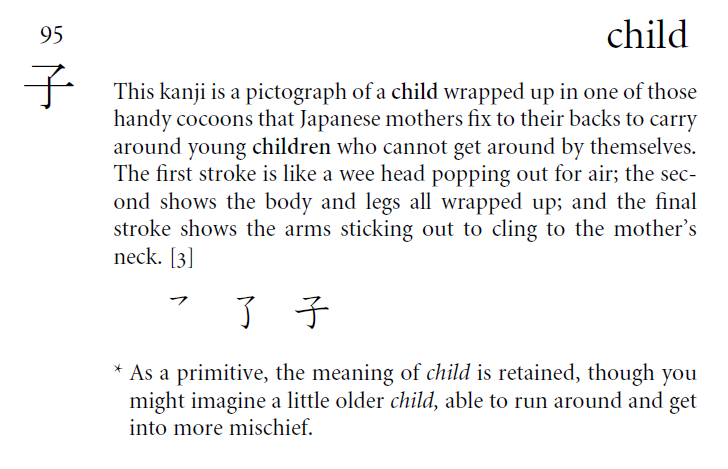 95
child
子
This kanji is a pictograph of a child wrapped up in one of those
handy cocoons that Japanese mothers fix to their backs to carry
around young children who cannot get around by themselves.
The first stroke is like a wee head popping out for air; the sec-
ond shows the body and legs all wrapped up; and the final
stroke shows the arms sticking out to cling to the mother’s
neck. [3]
㇇ 了 子
* As a primitive, the meaning of child is retained, though you
might imagine a little older child, able to run around and get
into more mischief.